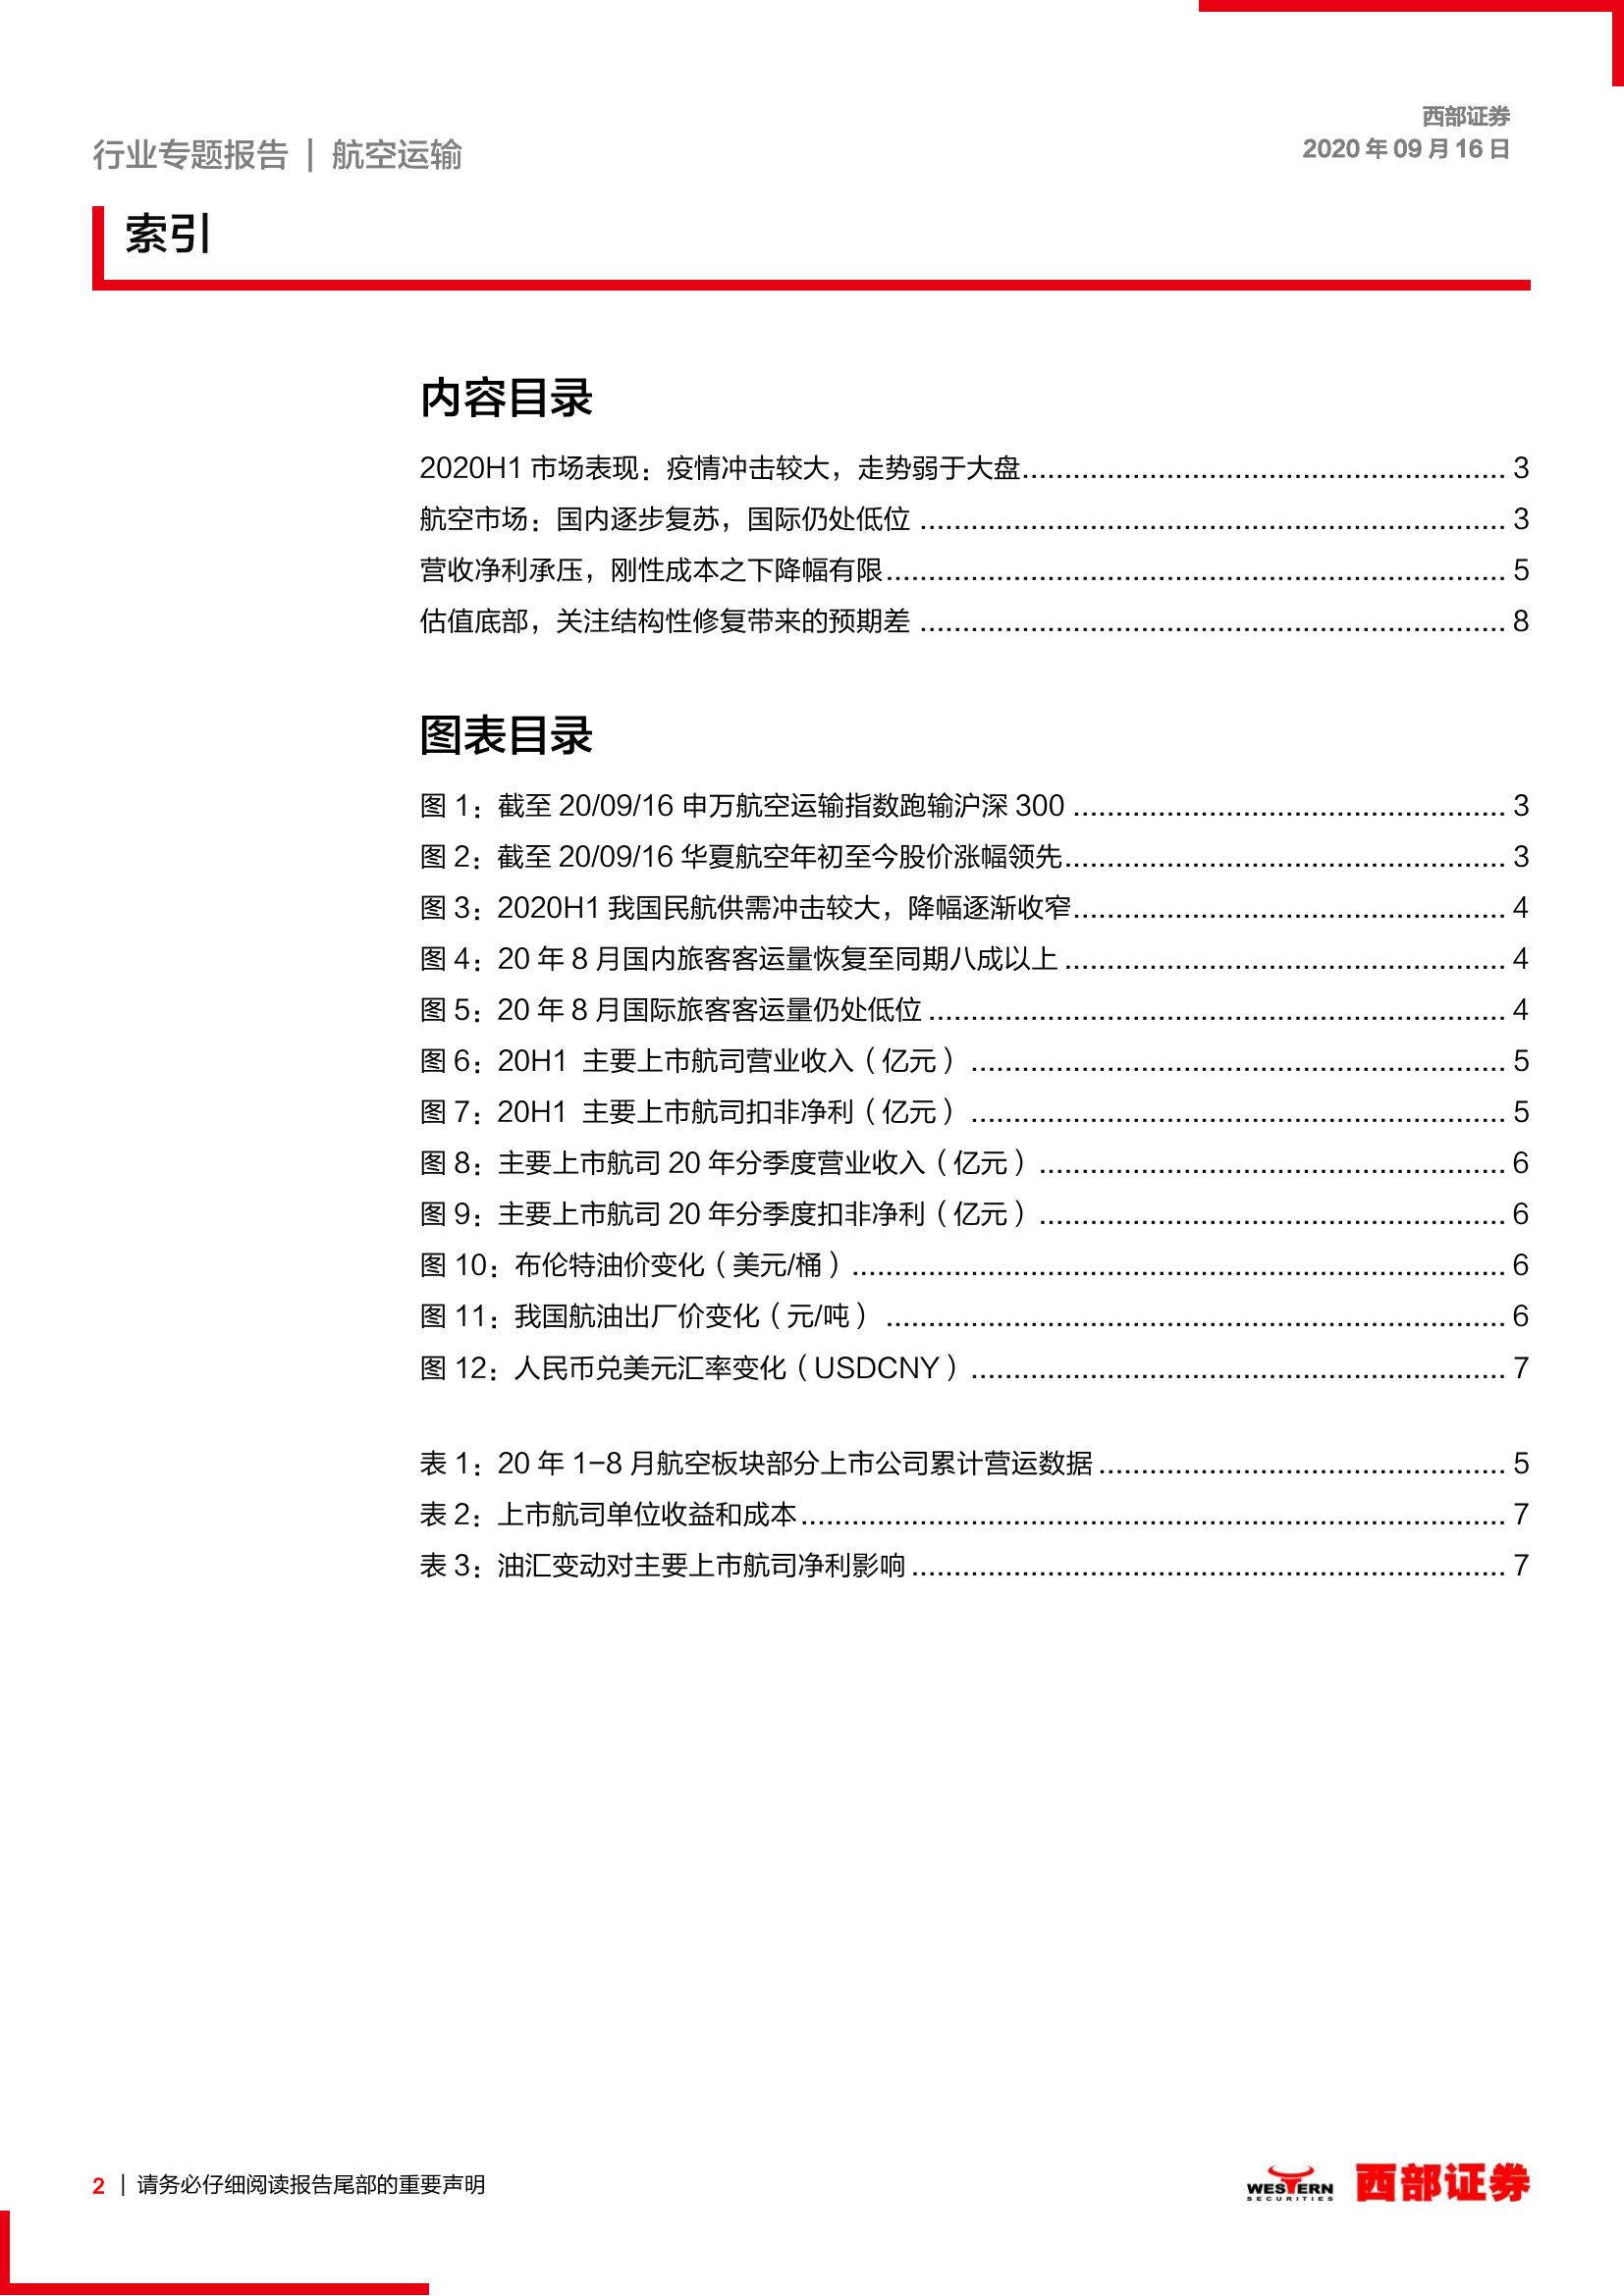 西部证券
行业专题报告 | 航空运输
2020 年 09 月 16 日
索引
内容目录
2020H1 市场表现：疫情冲击较大，走势弱于大盘........................................................ 3
航空市场：国内逐步复苏，国际仍处低位 .................................................................... 3
营收净利承压，刚性成本之下降幅有限........................................................................ 5
估值底部，关注结构性修复带来的预期差 .................................................................... 8
图表目录
图 1：截至 20/09/16 申万航空运输指数跑输沪深 300 .................................................. 3
图 2：截至 20/09/16 华夏航空年初至今股价涨幅领先................................................... 3
图 3：2020H1 我国民航供需冲击较大，降幅逐渐收窄.................................................. 4
图 4：20 年 8 月国内旅客客运量恢复至同期八成以上 ................................................... 4
图 5：20 年 8 月国际旅客客运量仍处低位 ................................................................... 4
图 6：20H1 主要上市航司营业收入（亿元） .............................................................. 5
图 7：20H1 主要上市航司扣非净利（亿元） .............................................................. 5
图 8：主要上市航司 20 年分季度营业收入（亿元） ...................................................... 6
图 9：主要上市航司 20 年分季度扣非净利（亿元） ...................................................... 6
图 10：布伦特油价变化（美元/桶）............................................................................ 6
图 11：我国航油出厂价变化（元/吨） ........................................................................ 6
图 12：人民币兑美元汇率变化（USDCNY）.............................................................. 7
表 1：20 年 1-8 月航空板块部分上市公司累计营运数据 ............................................... 5
表 2：上市航司单位收益和成本.................................................................................. 7
表 3：油汇变动对主要上市航司净利影响 ..................................................................... 7
2 | 请务必仔细阅读报告尾部的重要声明
WESTERN
SECURITIES
西部证券